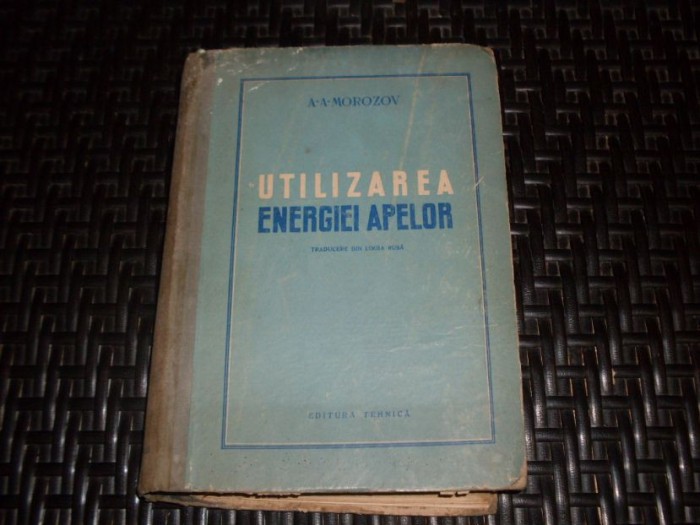 A·A·MOROZOV
UTILIZAREA
ENERGIEI APELOR
TRADUCERE DIN LIMBA RUSĂ
EDITURA TEHNICĂ